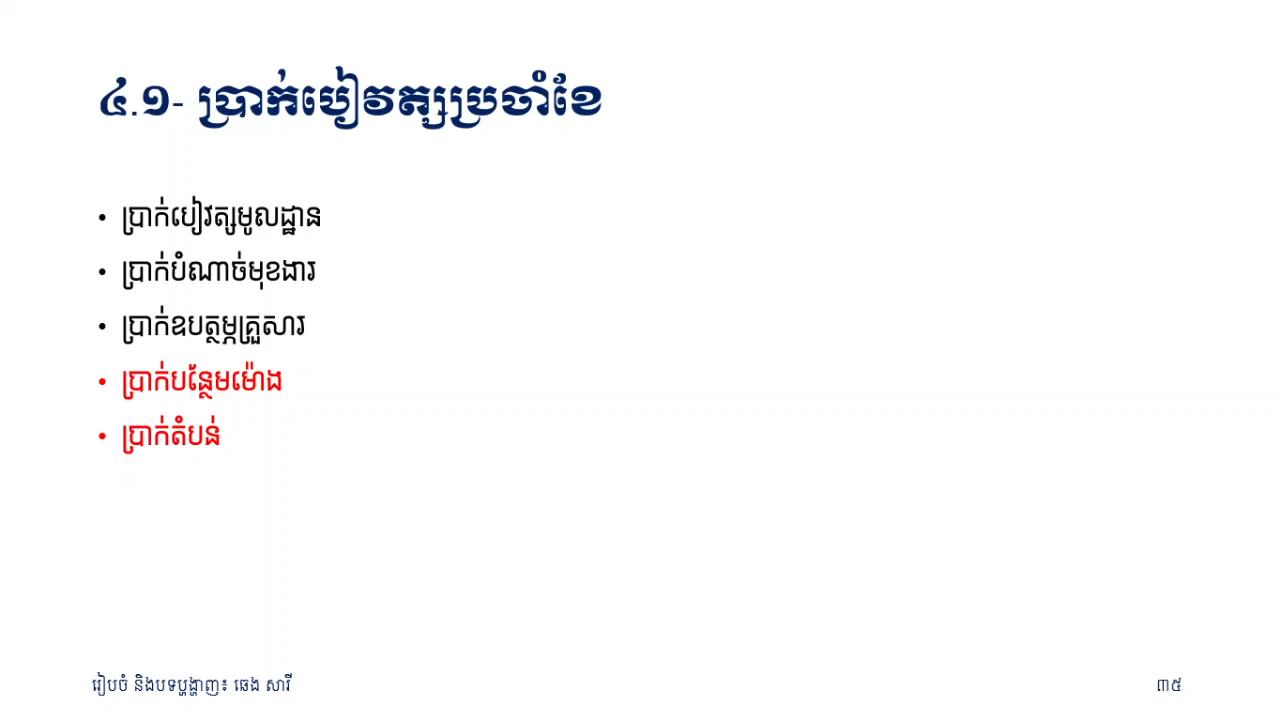 ៤.១- ប្រាក់បៀវត្សប្រចាំខែ
• ប្រាក់បៀវត្សមូលដ្ឋាន
• ប្រាក់បំណាច់មុខងារ
• ប្រាក់ឧបត្ថម្ភគ្រួសារ
• ប្រាក់បន្ថែមម៉ោង
• ប្រាក់តំបន់
រៀបចំ និងបទប្ហង្ហាញ៖ ឆេង សារី
៣៥